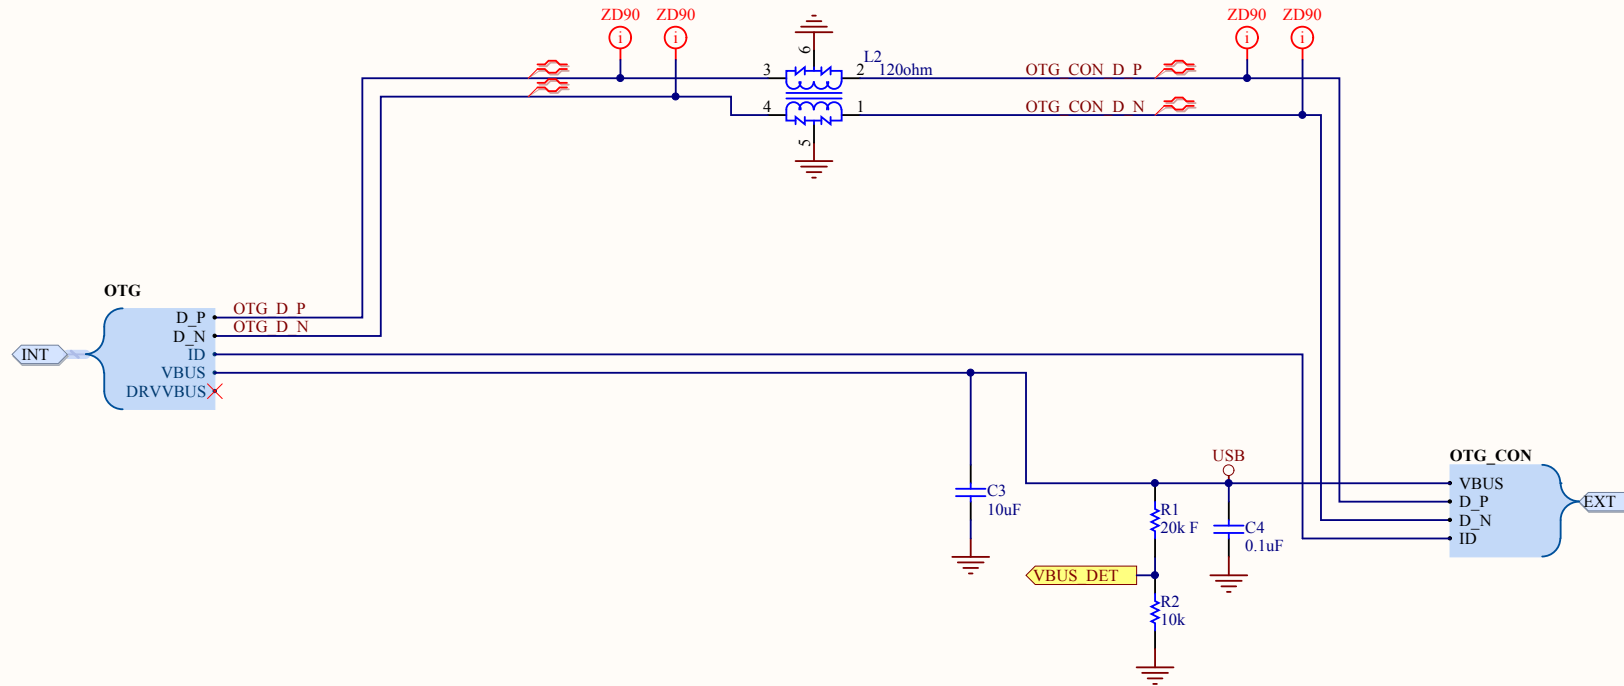 ZD90
ZD90
ZD90
ZD90
i
i
i
i
6
L2
3
2
120ohm
OTG_CON_D_P
4
1
OTG_CON_D_N
5
OTG
D_P
OTG_D_P
D_N
OTG_D_N
INT
ID
VBUS
DRVVBUS
USB
OTG_CON
VBUS
C3
10uF
R1
20k F
D_P
EXT
D_N
C4
0.1uF
ID
VBUS_DET
R2
10k